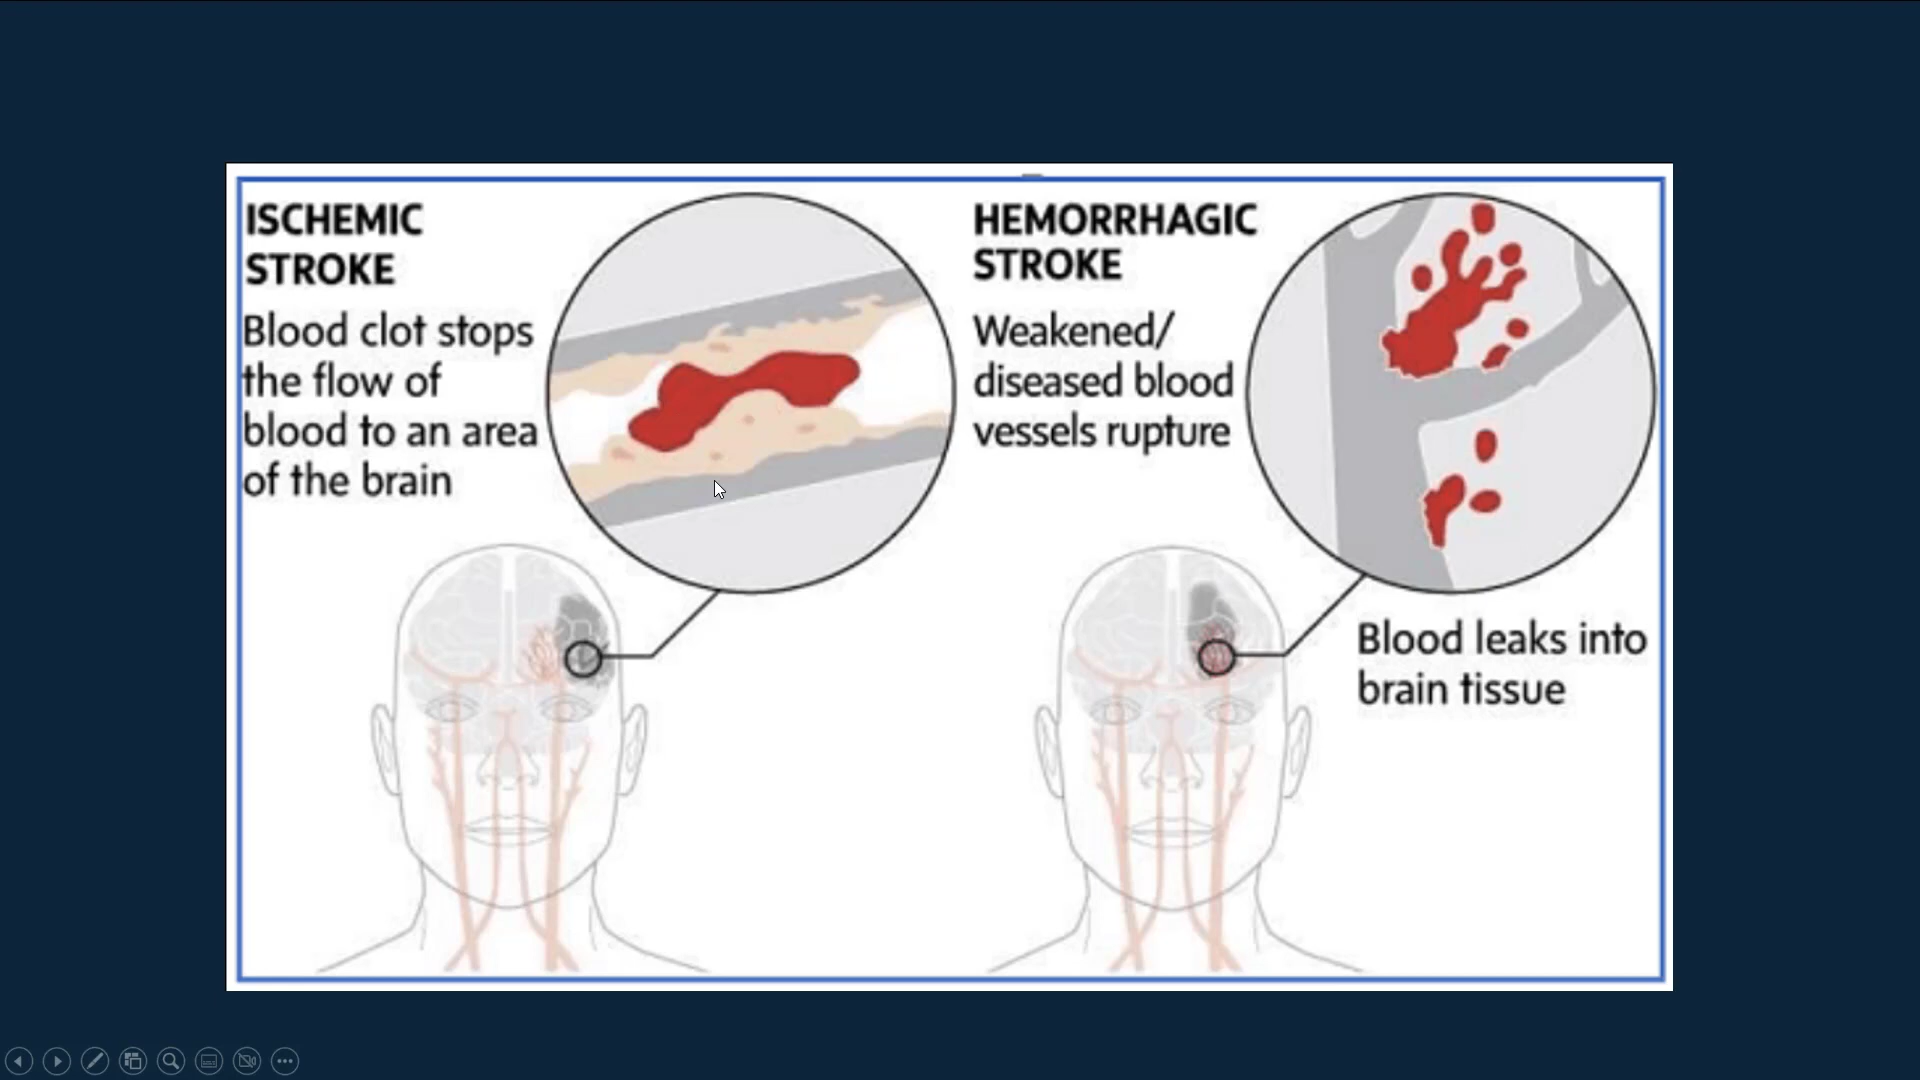 ISCHEMIC
STROKE
Blood clot stops
the flow of
blood to an area
of the brain
HEMORRHAGIC
STROKE
Weakened/
diseased blood
vessels rupture
Blood leaks into
brain tissue